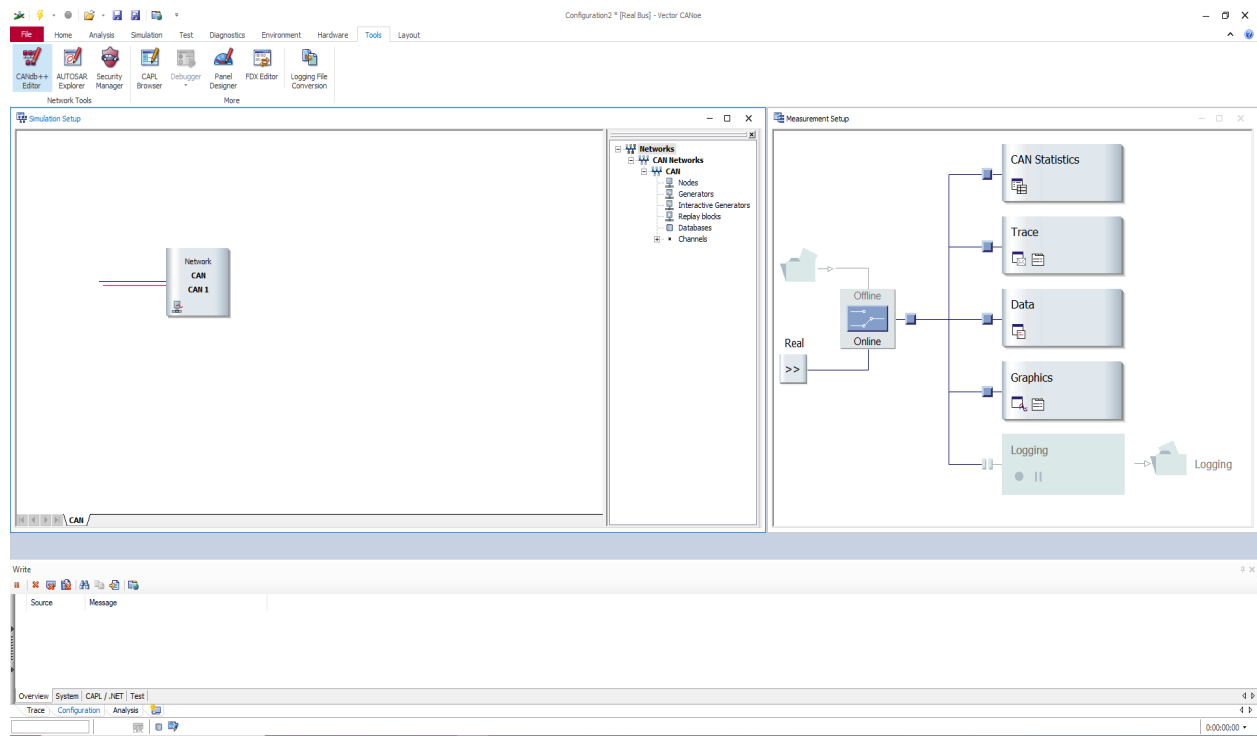 Configuration2 * [Real Bus] - Vector CANoe
File Home Analysis Simulation Test Diagnostics Environment Hardware Tools Layout
CANdb++ Editor
AUTOSAR Explorer
Security Manager
CAPL Browser
Debugger
Panel Designer
FDX Editor
Logging File Conversion
Network Tools
More
Simulation Setup
Network
CAN
CAN 1
CAN
Networks
CAN Networks
CAN
Nodes
Generators
Interactive Generators
Replay blocks
Databases
Channels
Measurement Setup
Offline
Online
Real
>>
CAN Statistics
Trace
Data
Graphics
Logging
Logging
Write
Source Message
Overview System CAPL / .NET Test
Trace Configuration Analysis
0:00:00:00